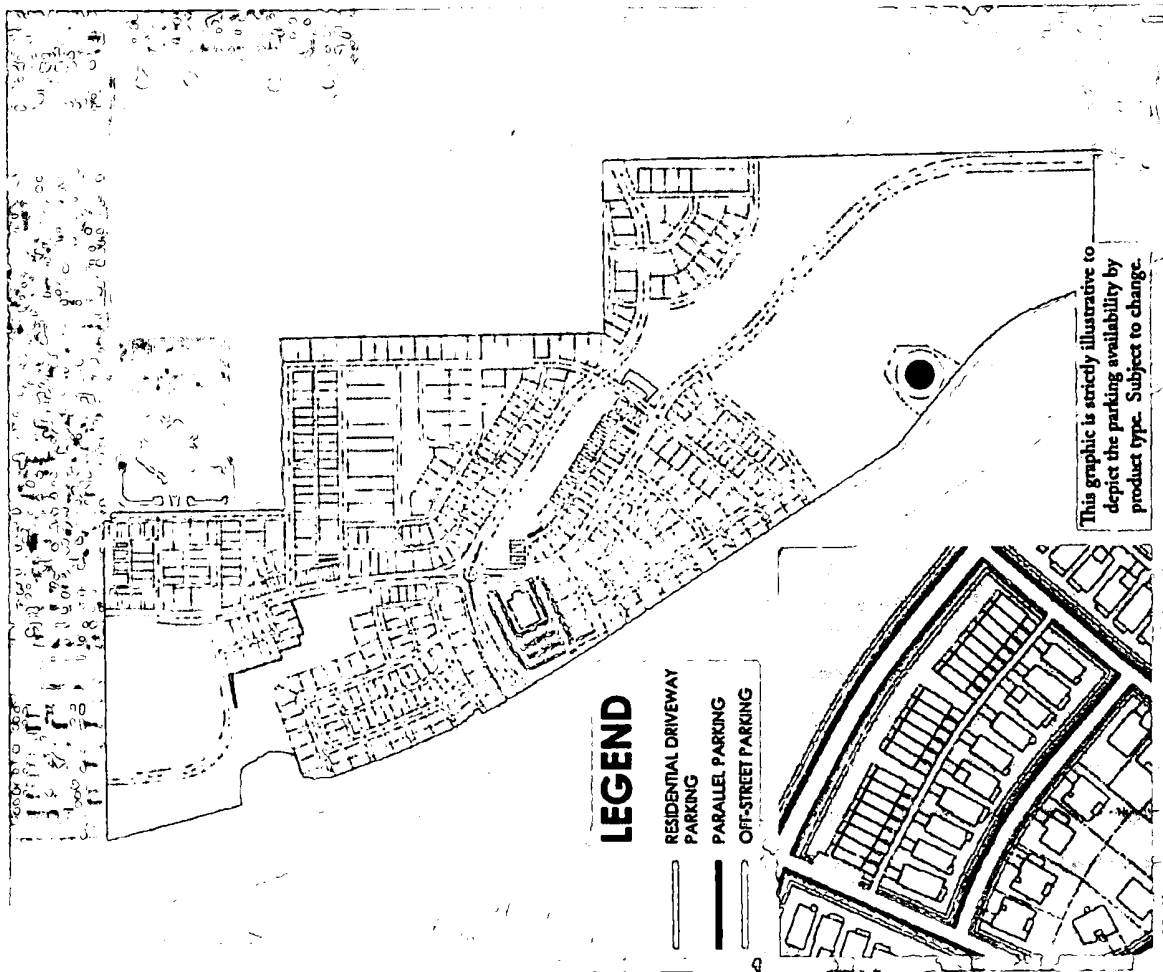 LEGEND
RESIDENTIAL DRIVEWAY
PARKING
PARALLEL PARKING
OFF-STREET PARKING
This graphic is strictly illustrative to
depict the parking availability by
product type. Subject to change.